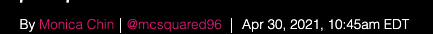 By Monica Chin | @mcsquared96 | Apr 30, 2021, 10:45am EDT